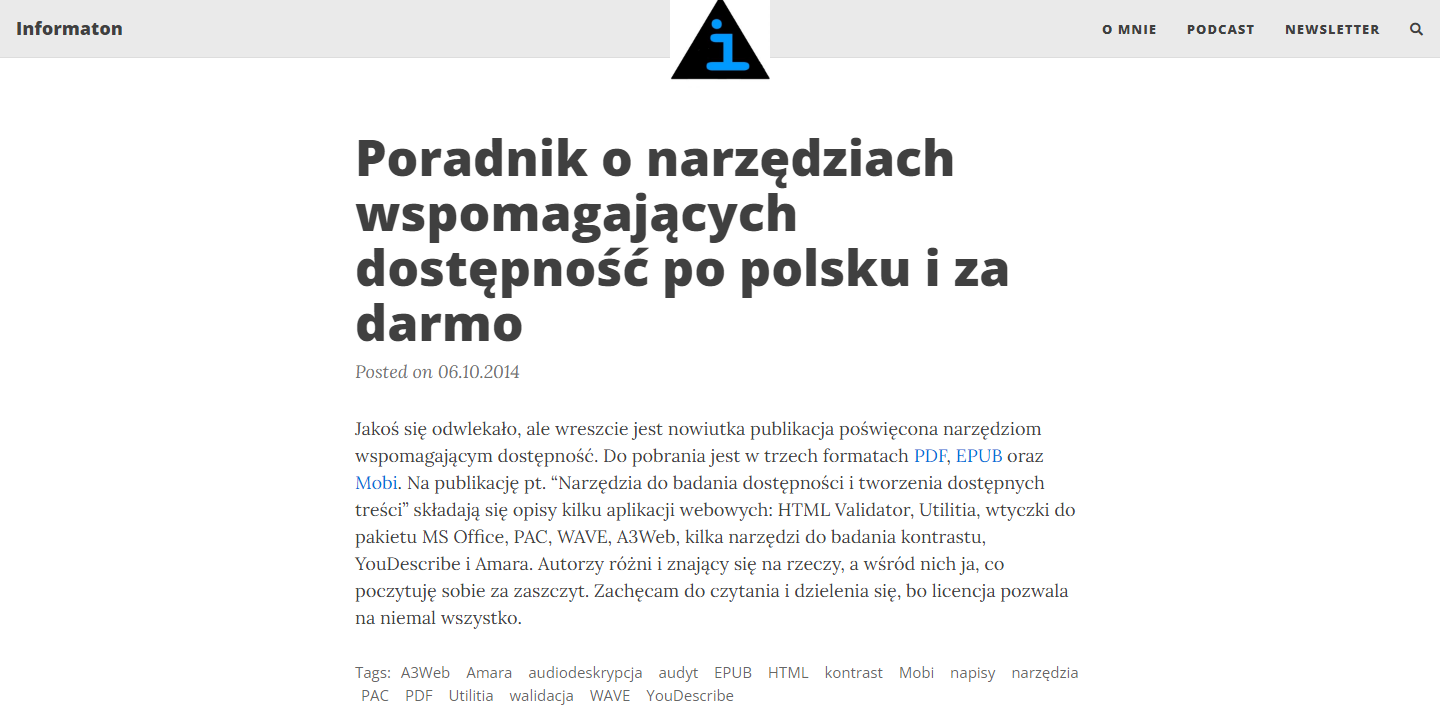 Informaton
i
O MNIE PODCAST NEWSLETTER
Poradnik o narzędziach
wspomagających
dostępność po polsku i za
darmo
Posted on 06.10.2014
Jakoś się odwlekało, ale wreszcie jest nowiutka publikacja poświęcona narzędziom
wspomagającym dostępność. Do pobrania jest w trzech formatach PDF, EPUB oraz
Mobi. Na publikację pt. “Narzędzia do badania dostępności i tworzenia dostępnych
treści” składają się opisy kilku aplikacji webowych: HTML Validator, Utilitia, wtyczki do
pakietu MS Office, PAC, WAVE, A3Web, kilka narzędzi do badania kontrastu,
YouDescribe i Amara. Autorzy różni i znający się na rzeczy, a wśród nich ja, co
poczytuję sobie za zaszczyt. Zachęcam do czytania i dzielenia się, bo licencja pozwala
na niemal wszystko.
Tags: A3Web Amara audiodeskrypcja audyt EPUB HTML kontrast Mobi napisy narzędzia
PAC PDF Utilitia walidacja WAVE YouDescribe